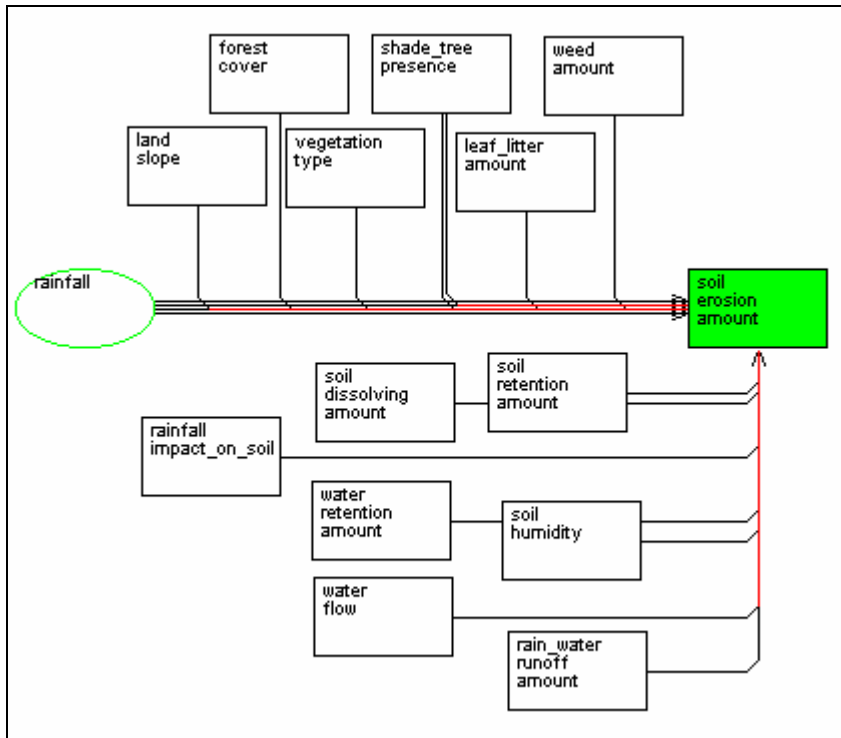 forest
cover
shade_tree
presence
weed
amount
land
slope
vegetation
type
leaf_litter
amount
rainfall
soil
erosion
amount
soil
dissolving
amount
soil
retention
amount
rainfall
impact_on_soil
water
retention
amount
soil
humidity
water
flow
rain_water
runoff
amount